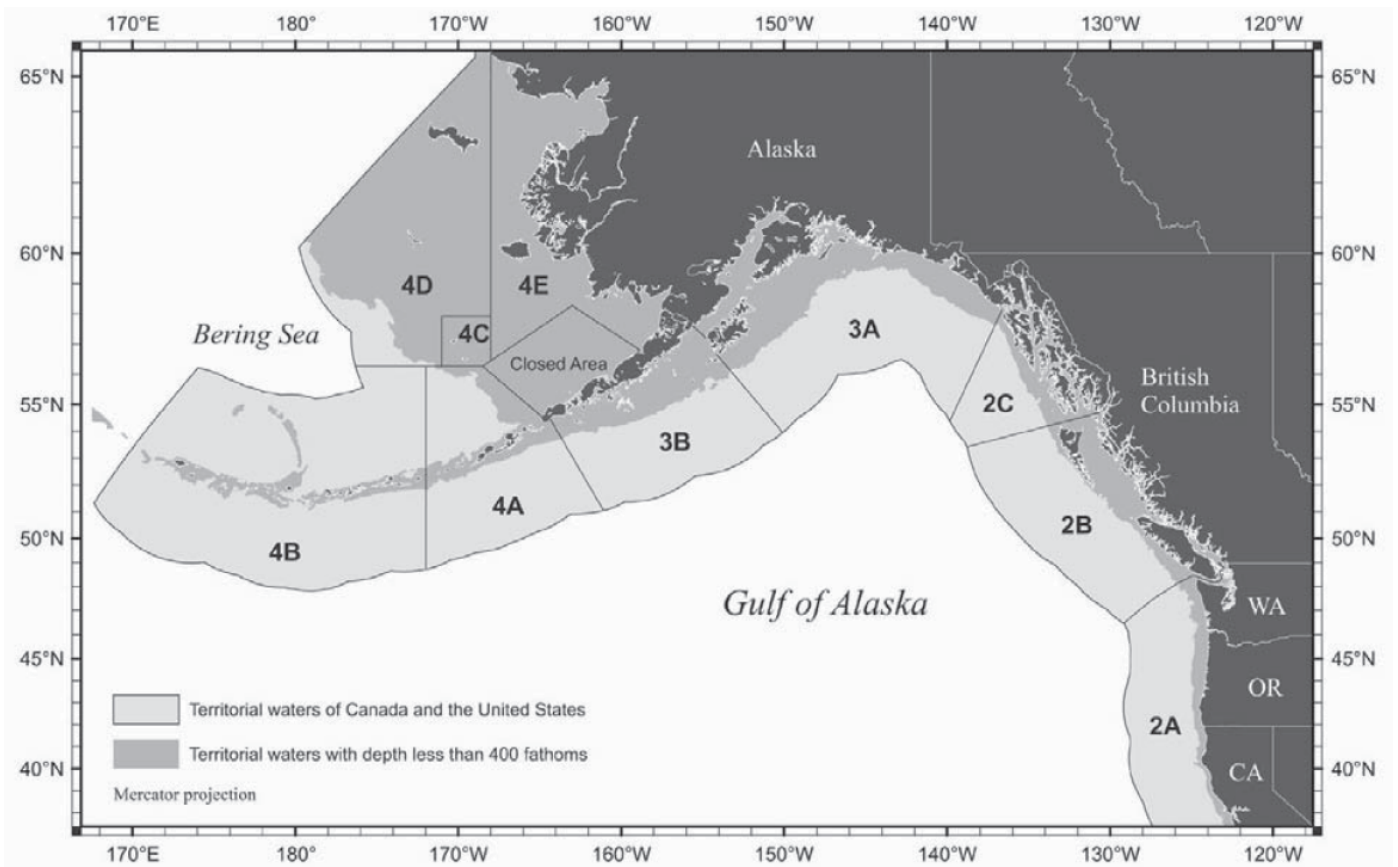 170°E 180° 170°W 160°W 150°W 140°W 130°W 120°W
65°N 65°N
Alaska
60°N 60°N
4D 4E
4C 3A
Bering Sea
Closed Area
British
Columbia
55°N 2C 55°N
3B
4A
50°N 2B 50°N
4B
Gulf of Alaska
WA
45°N 45°N
OR
Territorial waters of Canada and the United States
2A
Territorial waters with depth less than 400 fathoms
40°N CA 40°N
Mercator projection
170°E 180° 170°W 160°W 150°W 140°W 130°W 120°W